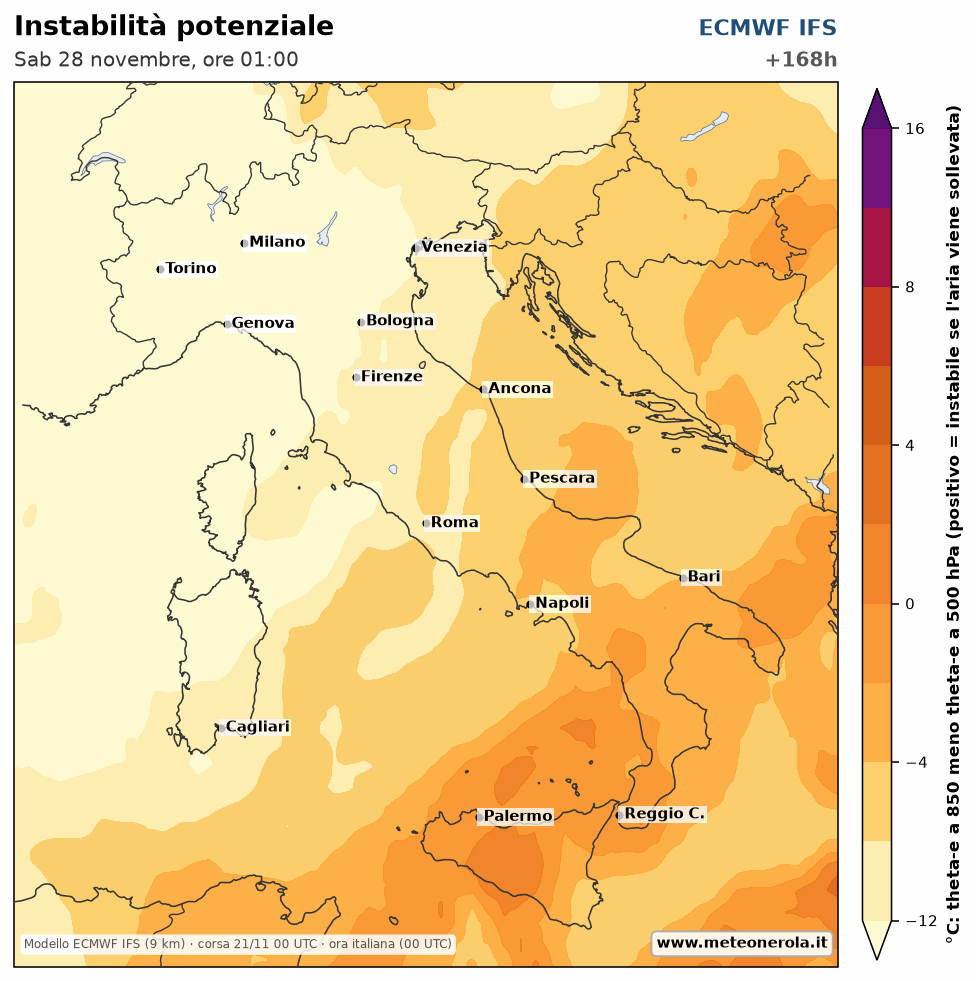 Instabilità potenziale
ECMWF IFS
Sab 28 novembre, ore 01:00
+168h
Milano
Venezia
Torino
Genova
Bologna
Firenze
Ancona
Pescara
Roma
Bari
Napoli
Cagliari
Palermo
Reggio C.
16
8
4
0
−4
−12
°C: theta-e a 850 meno theta-e a 500 hPa (positivo = instabile se l'aria viene sollevata)
Modello ECMWF IFS (9 km) · corsa 21/11 00 UTC · ora italiana (00 UTC)
www.meteonerola.it